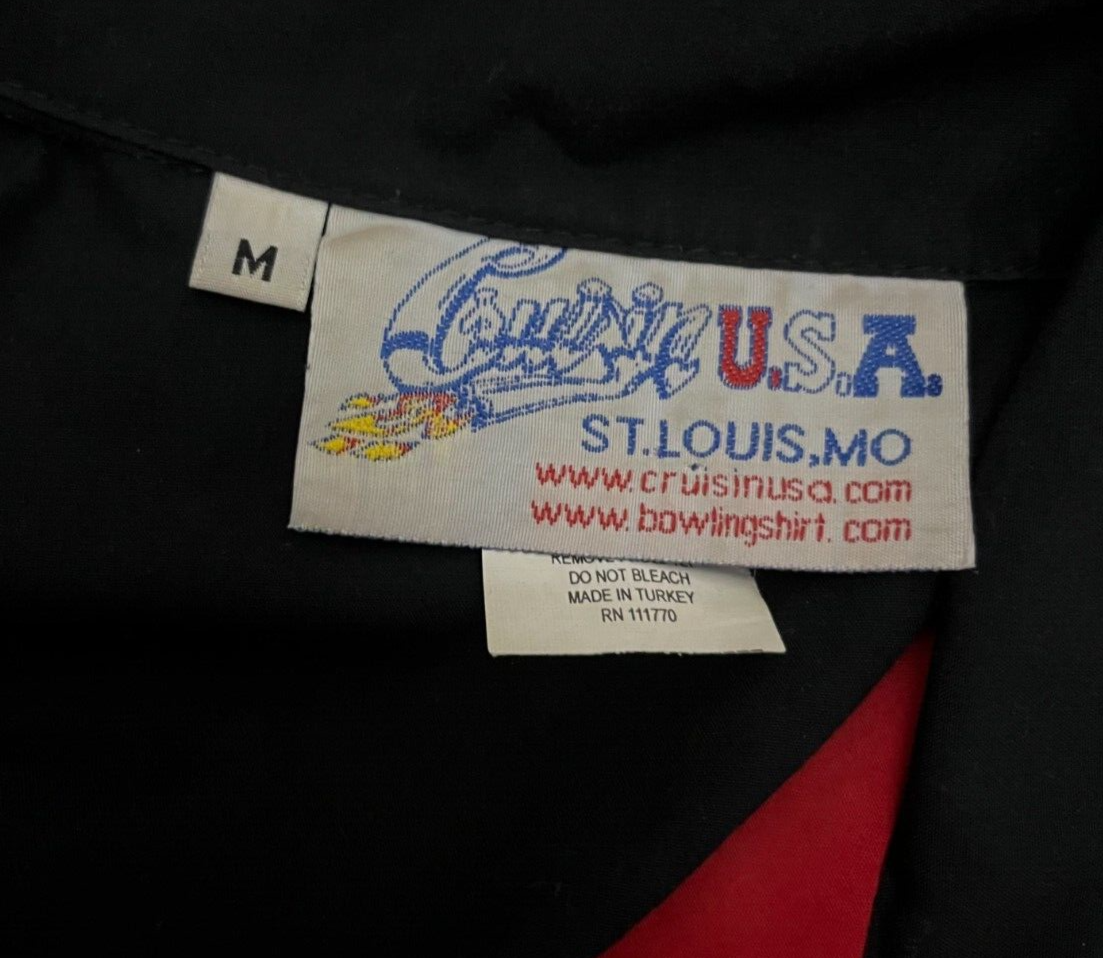 M
Cruisin U.S.A.
ST.LOUIS,MO
www.cruisinusa.com
www.bowlingshirt.com
DO NOT BLEACH
MADE IN TURKEY
RN 111770